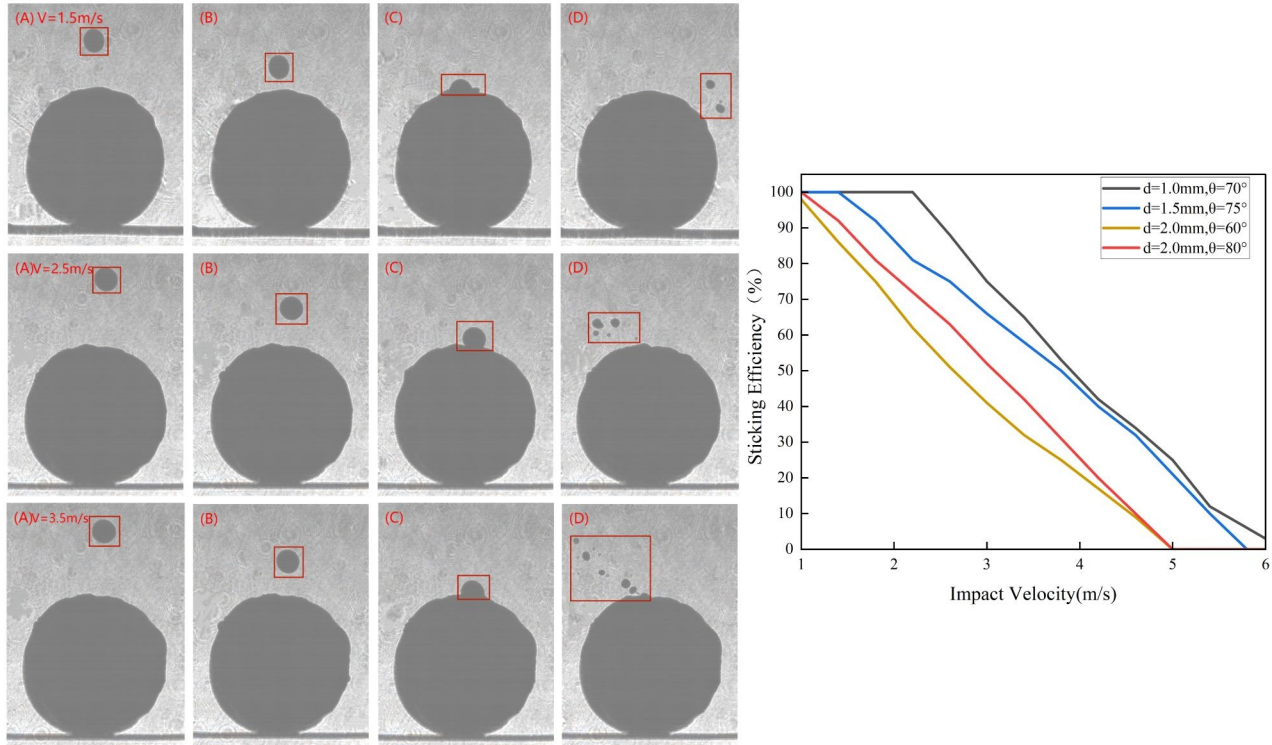 (A) V=1.5m/s
(B)
(C)
(D)
(A)V=2.5m/s
(B)
(C)
(D)
(A)V=3.5m/s
(B)
(C)
(D)
Sticking Efficiency（%）
100
90
80
70
60
50
40
30
20
10
0
d=1.0mm,θ=70°
d=1.5mm,θ=75°
d=2.0mm,θ=60°
d=2.0mm,θ=80°
1
2
3
4
5
6
Impact Velocity(m/s)